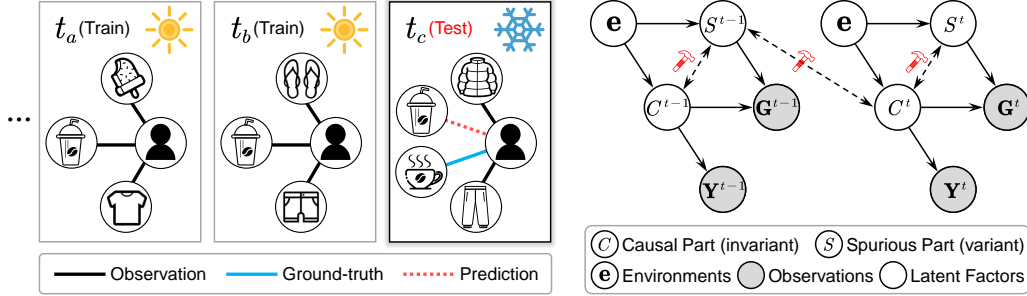 t_a (Train)
t_b (Train)
t_c (Test)
...
Observation
Ground-truth
Prediction
e
S^{t-1}
e
S^t
C^{t-1}
G^{t-1}
C^t
G^t
Y^{t-1}
Y^t
C Causal Part (invariant)
S Spurious Part (variant)
e Environments
Observations
Latent Factors